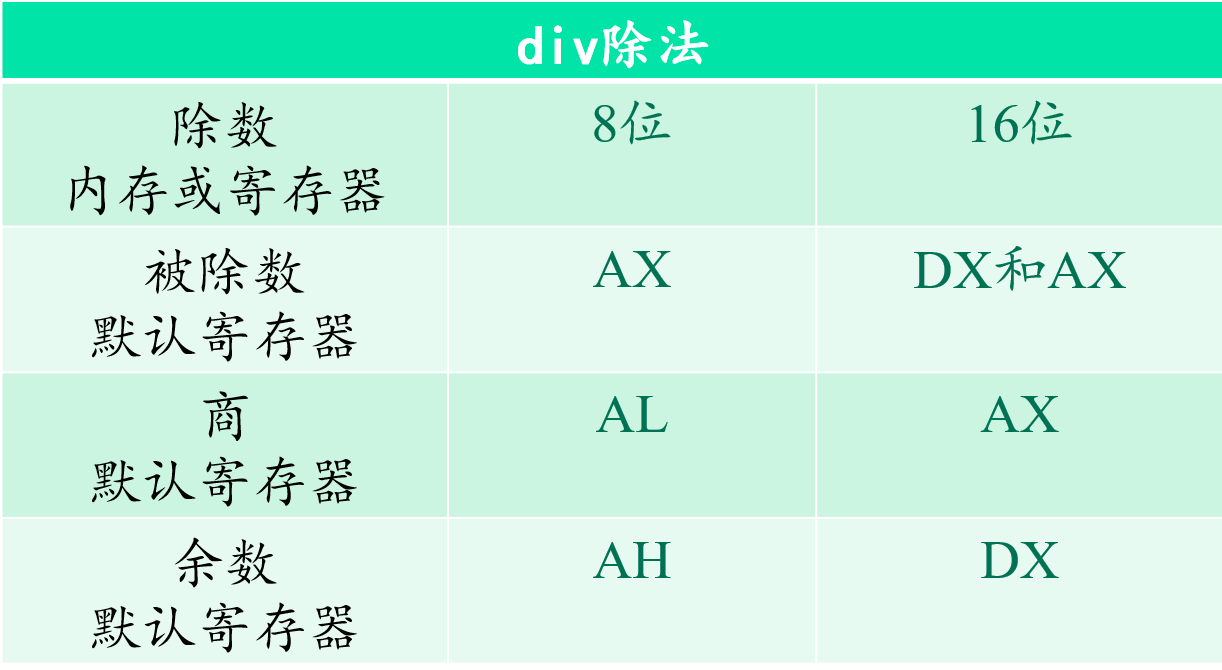 div除法
除数
内存或寄存器
8位
16位
被除数
默认寄存器
AX
DX和AX
商
默认寄存器
AL
AX
余数
默认寄存器
AH
DX